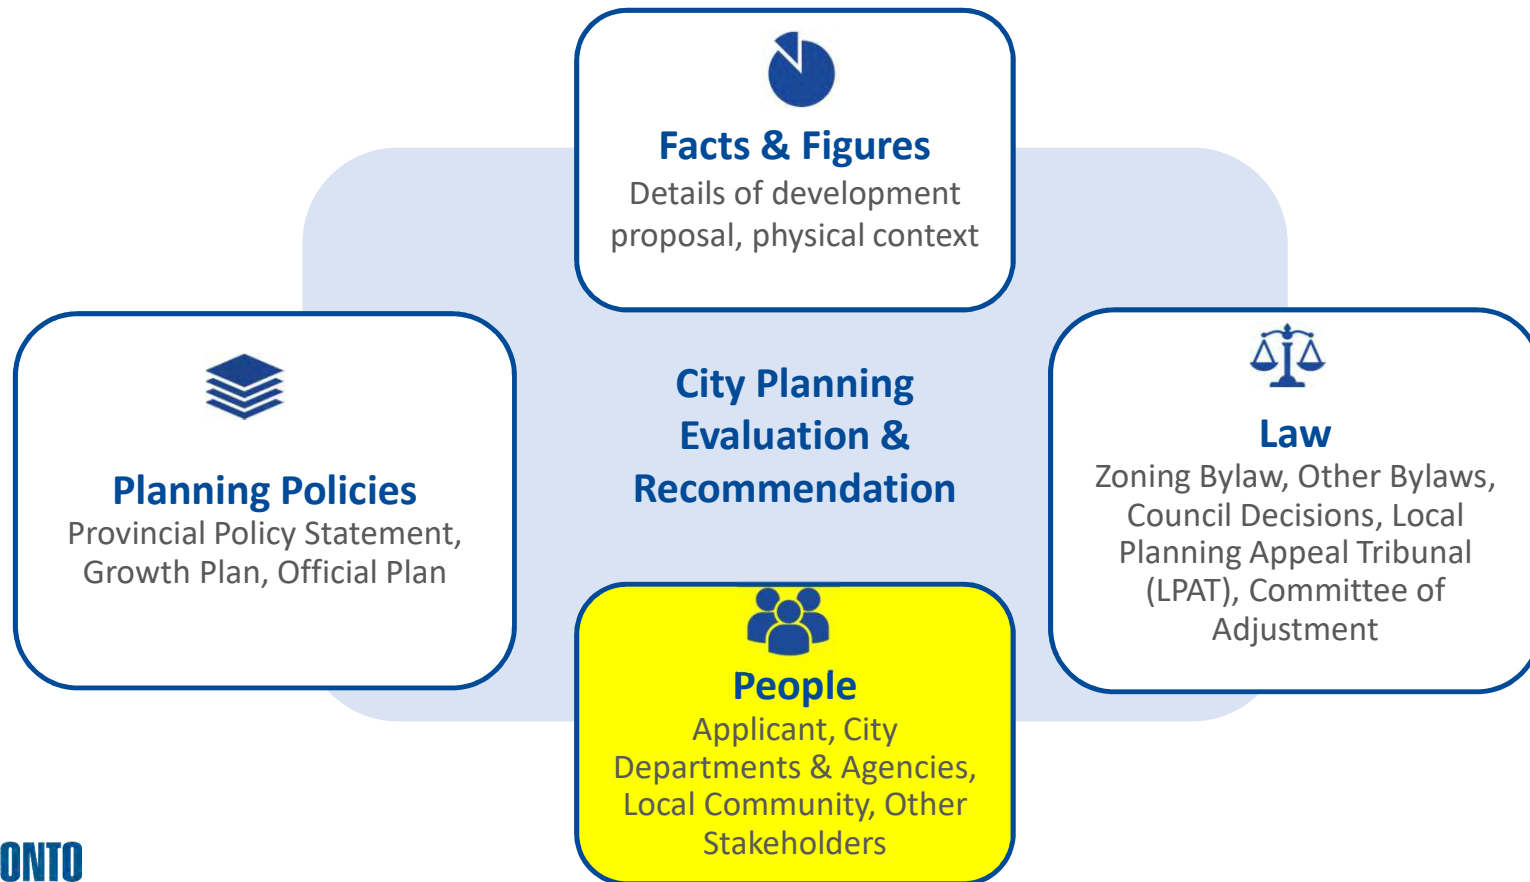 Facts & Figures
Details of development
proposal, physical context
City Planning
Evaluation &
Recommendation
Planning Policies
Provincial Policy Statement,
Growth Plan, Official Plan
Law
Zoning Bylaw, Other Bylaws,
Council Decisions, Local
Planning Appeal Tribunal
(LPAT), Committee of
Adjustment
People
Applicant, City
Departments & Agencies,
Local Community, Other
Stakeholders
ONTO